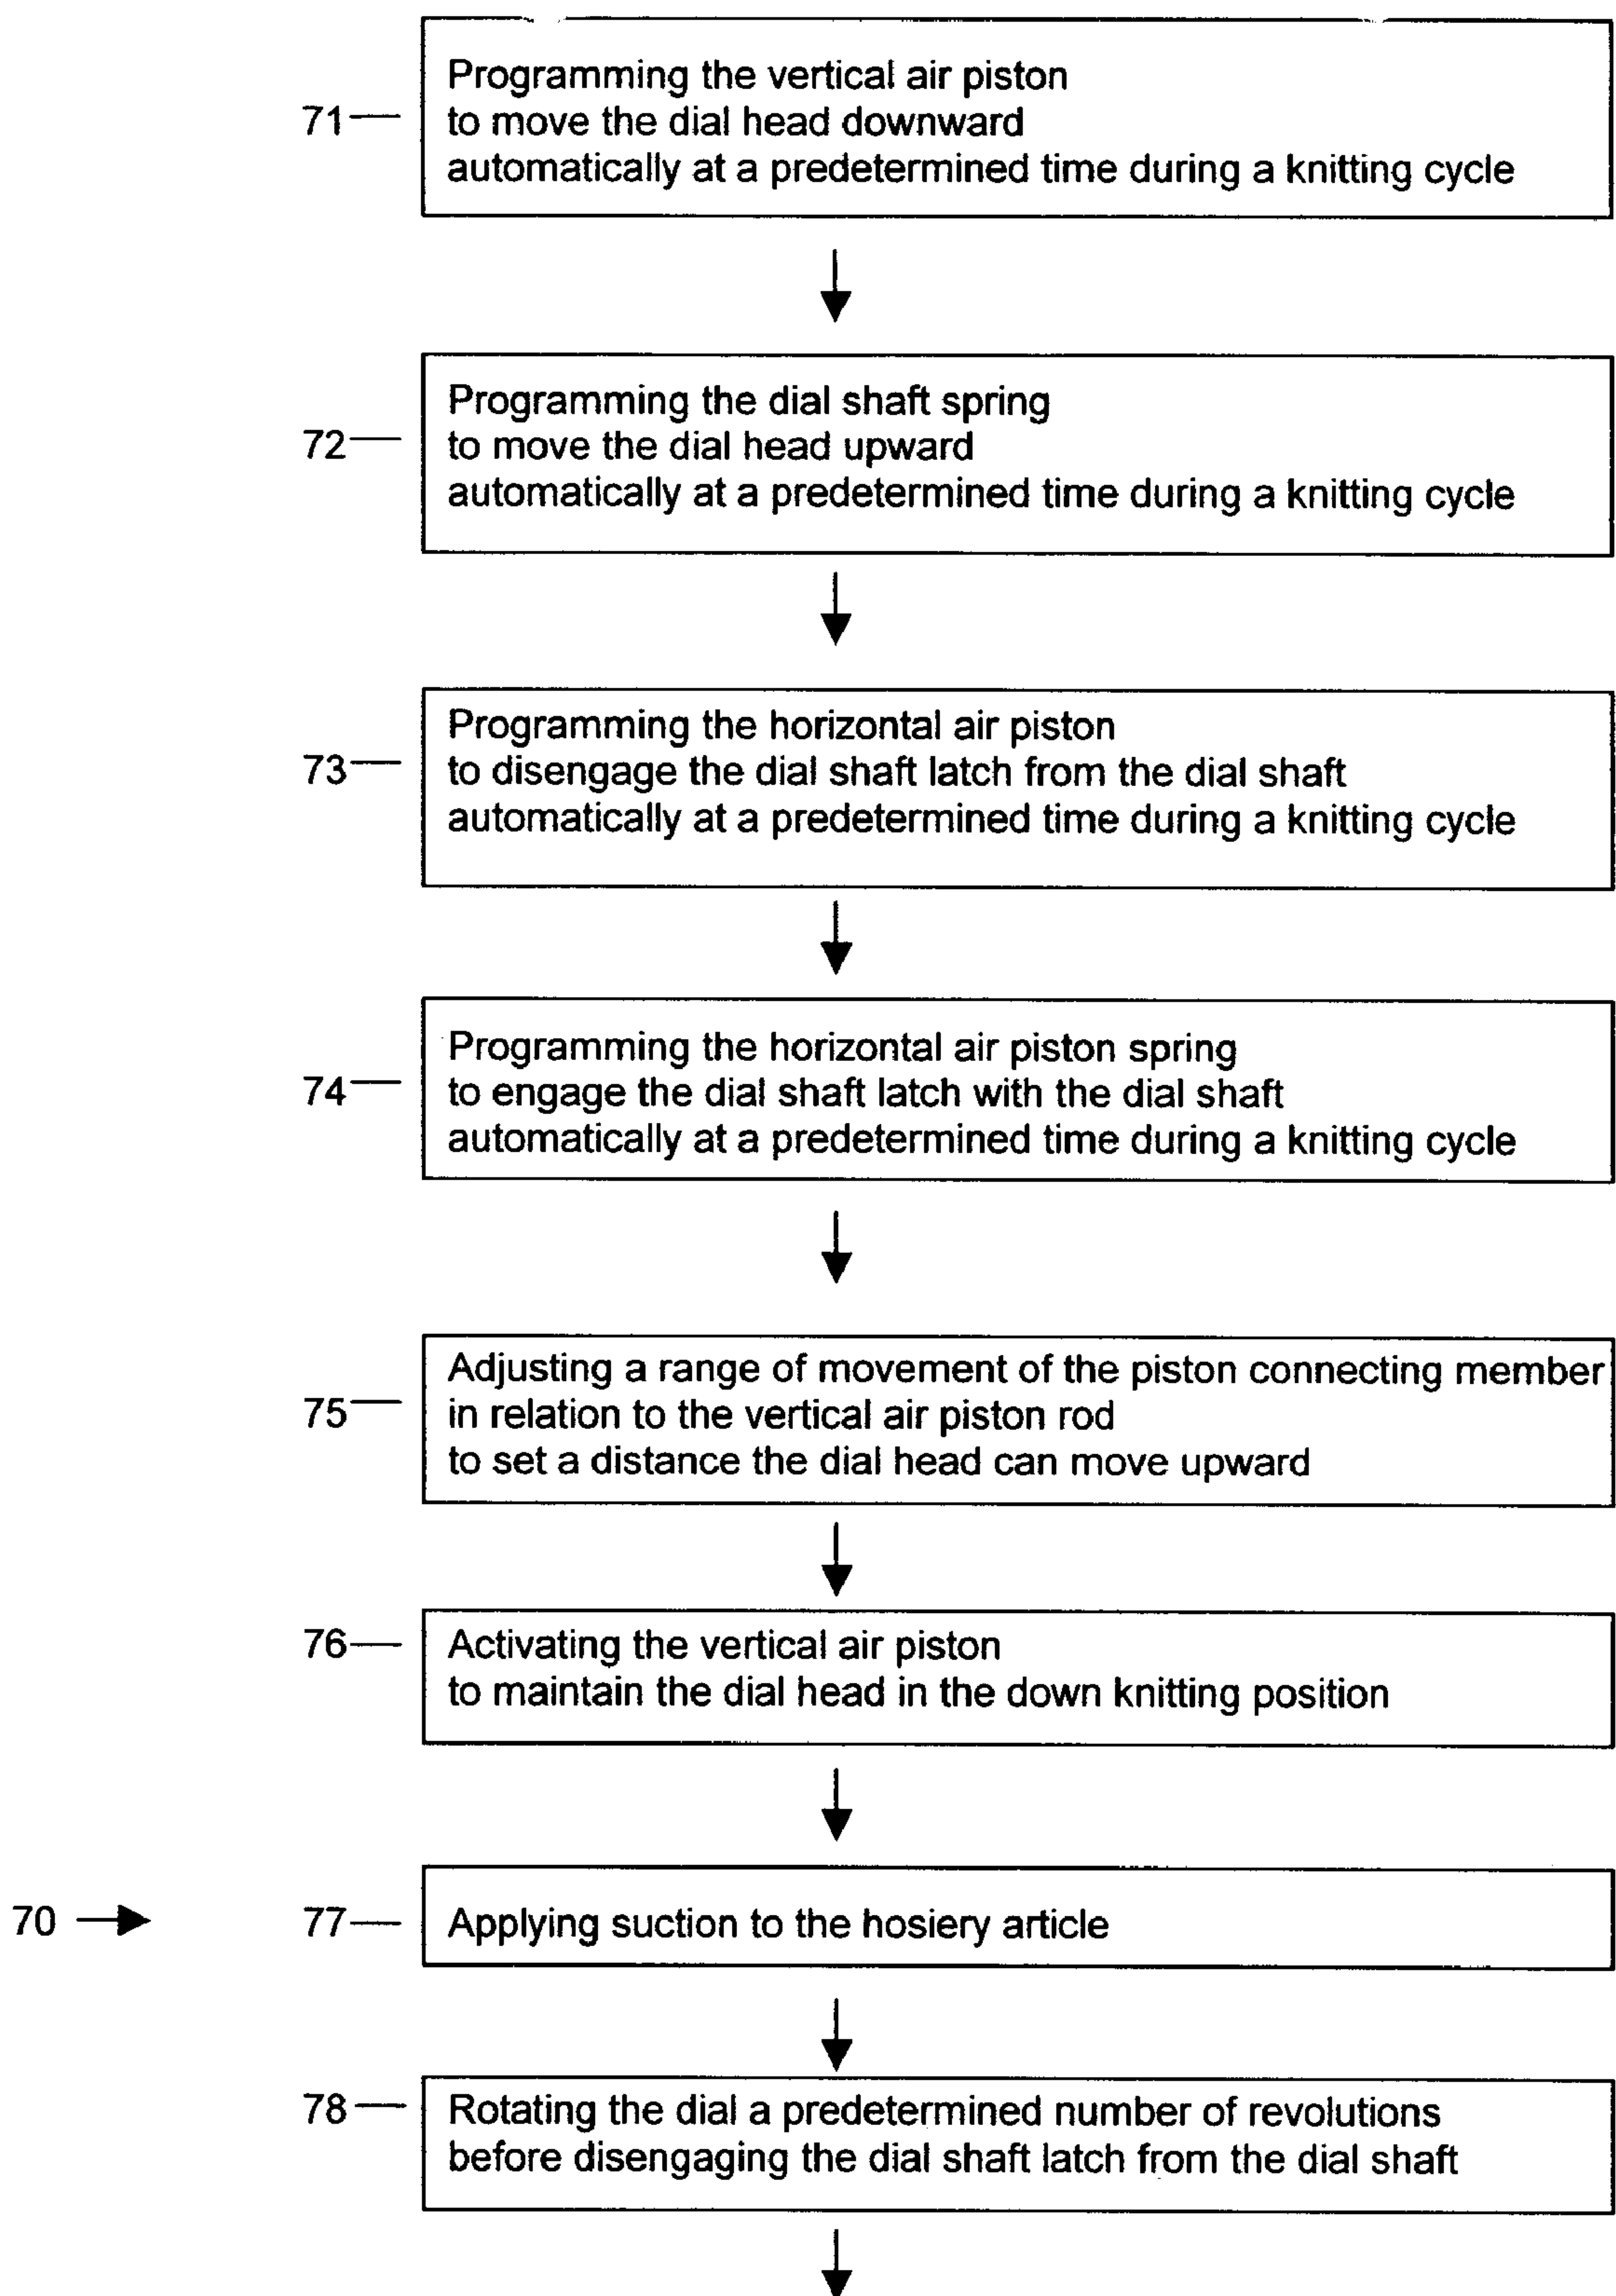 71
Programming the vertical air piston
to move the dial head downward
automatically at a predetermined time during a knitting cycle
72
Programming the dial shaft spring
to move the dial head upward
automatically at a predetermined time during a knitting cycle
73
Programming the horizontal air piston
to disengage the dial shaft latch from the dial shaft
automatically at a predetermined time during a knitting cycle
74
Programming the horizontal air piston spring
to engage the dial shaft latch with the dial shaft
automatically at a predetermined time during a knitting cycle
75
Adjusting a range of movement of the piston connecting member
in relation to the vertical air piston rod
to set a distance the dial head can move upward
76
Activating the vertical air piston
to maintain the dial head in the down knitting position
70
77
Applying suction to the hosiery article
78
Rotating the dial a predetermined number of revolutions
before disengaging the dial shaft latch from the dial shaft